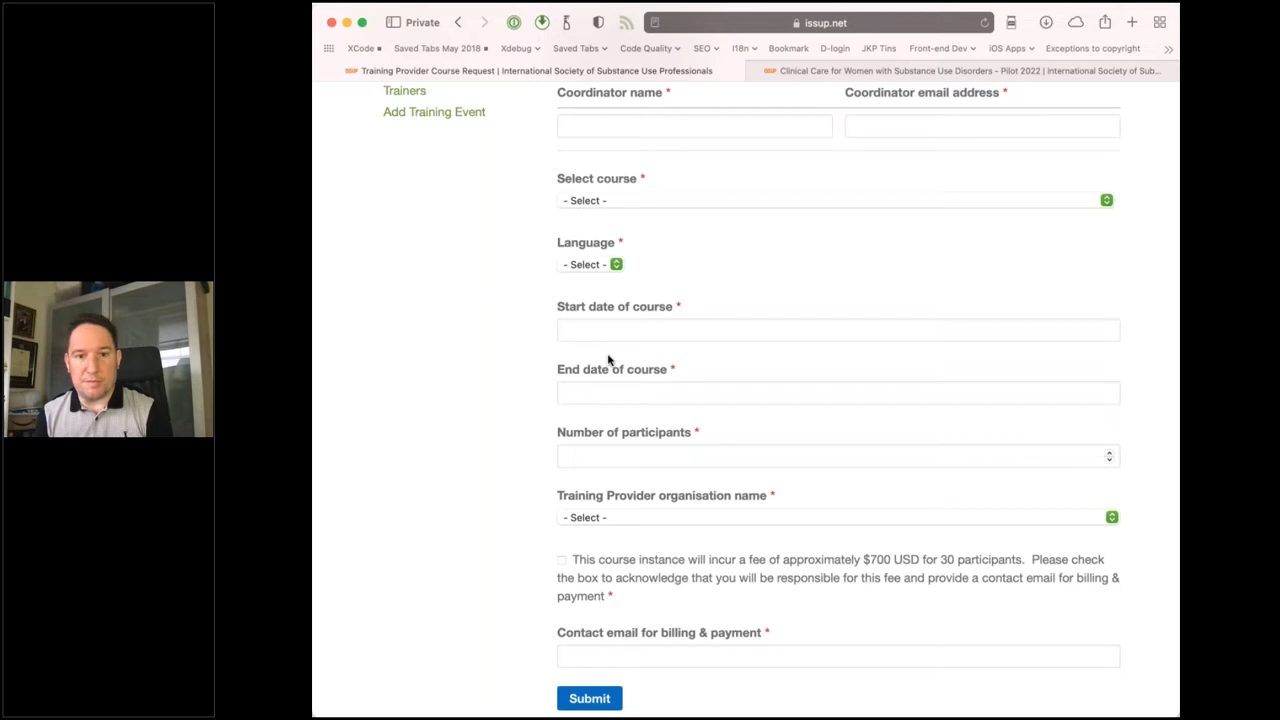 Private
issup.net
XCode
Saved Tabs May 2018
Xdebug
Saved Tabs
Code Quality
SEO
I18n
Bookmark
D-login
JKP Tins
Front-end Dev
iOS Apps
Exceptions to copyright
Training Provider Course Request | International Society of Substance Use Professionals
Clinical Care for Women with Substance Use Disorders – Pilot 2022 | International Society of Sub...
Trainers
Add Training Event
Coordinator name *
Coordinator email address *
Select course *
- Select -
Language *
- Select -
Start date of course *
End date of course *
Number of participants *
Training Provider organisation name *
- Select -
This course instance will incur a fee of approximately $700 USD for 30 participants. Please check
the box to acknowledge that you will be responsible for this fee and provide a contact email for billing &
payment *
Contact email for billing & payment *
Submit